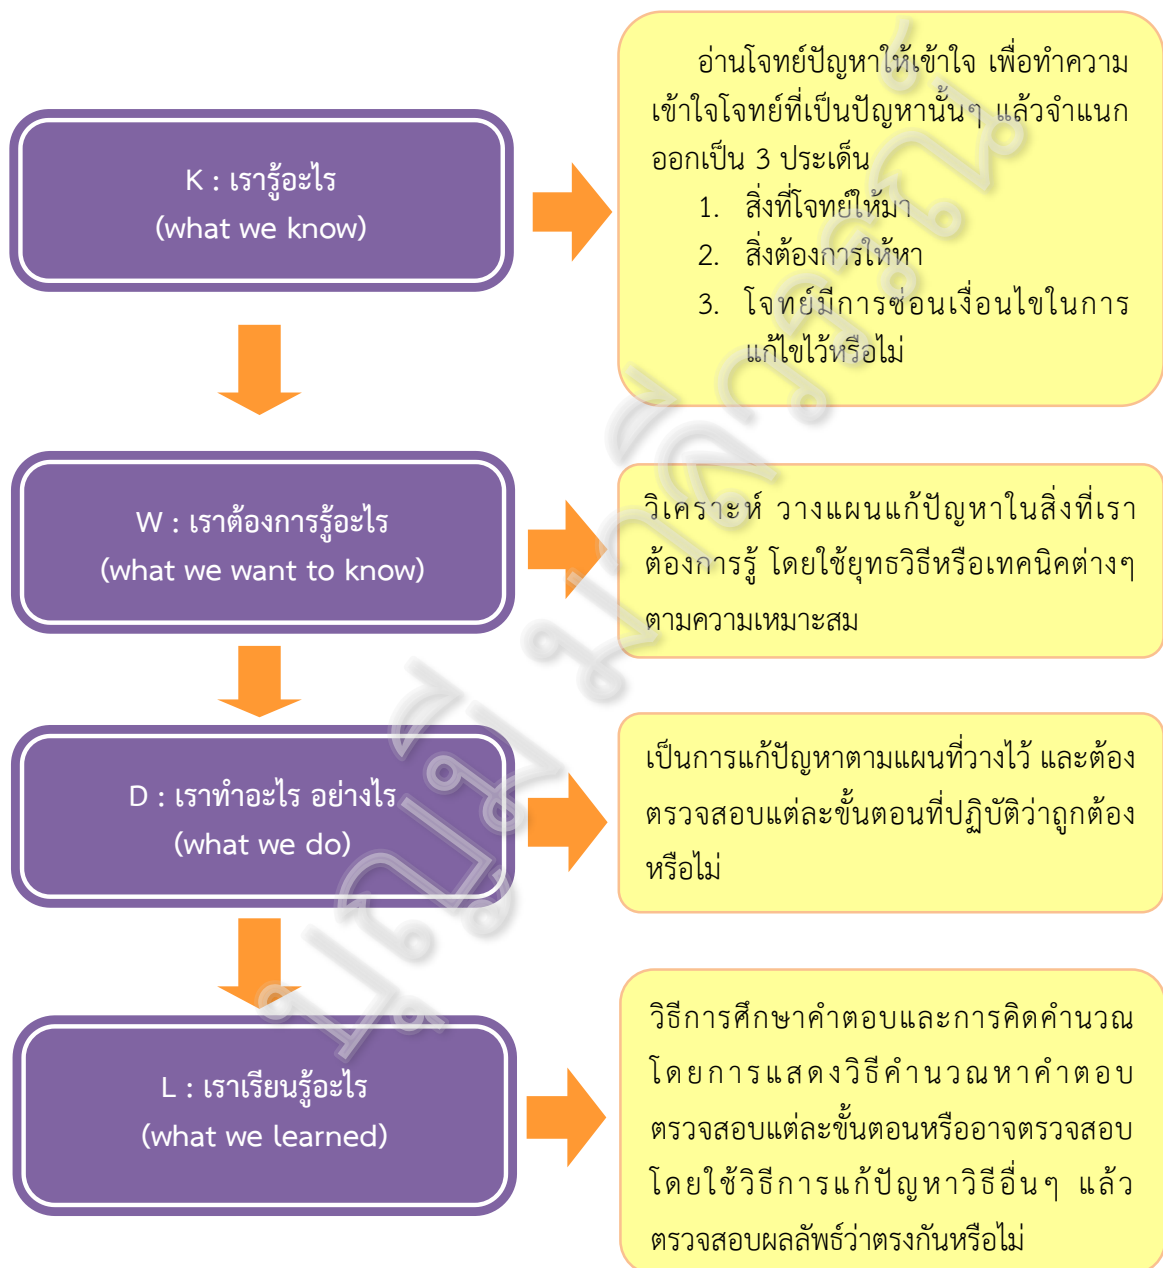 K : เรารู้อะไร
(what we know)
อ่านโจทย์ปัญหาให้เข้าใจ เพื่อทำความ
เข้าใจโจทย์ที่เป็นปัญหานั้นๆ แล้วจำแนก
ออกเป็น 3 ประเด็น
1. สิ่งที่โจทย์ให้มา
2. สิ่งต้องการให้หา
3. โจทย์มีการซ่อนเงื่อนไขในการ
แก้ไขไว้หรือไม่
W : เราต้องการรู้อะไร
(what we want to know)
วิเคราะห์ วางแผนแก้ปัญหาในสิ่งที่เรา
ต้องการรู้ โดยใช้ยุทธวิธีหรือเทคนิคต่างๆ
ตามความเหมาะสม
D : เราทำอะไร อย่างไร
(what we do)
เป็นการแก้ปัญหาตามแผนที่วางไว้ และต้อง
ตรวจสอบแต่ละขั้นตอนที่ปฏิบัติว่าถูกต้อง
หรือไม่
L : เราเรียนรู้อะไร
(what we learned)
วิธีการศึกษาคำตอบและการคิดคำนวณ
โดยการแสดงวิธีคำนวณหาคำตอบ
ตรวจสอบแต่ละขั้นตอนหรืออาจตรวจสอบ
โดยใช้วิธีการแก้ปัญหาวิธีอื่นๆ แล้ว
ตรวจสอบผลลัพธ์ว่าตรงกันหรือไม่